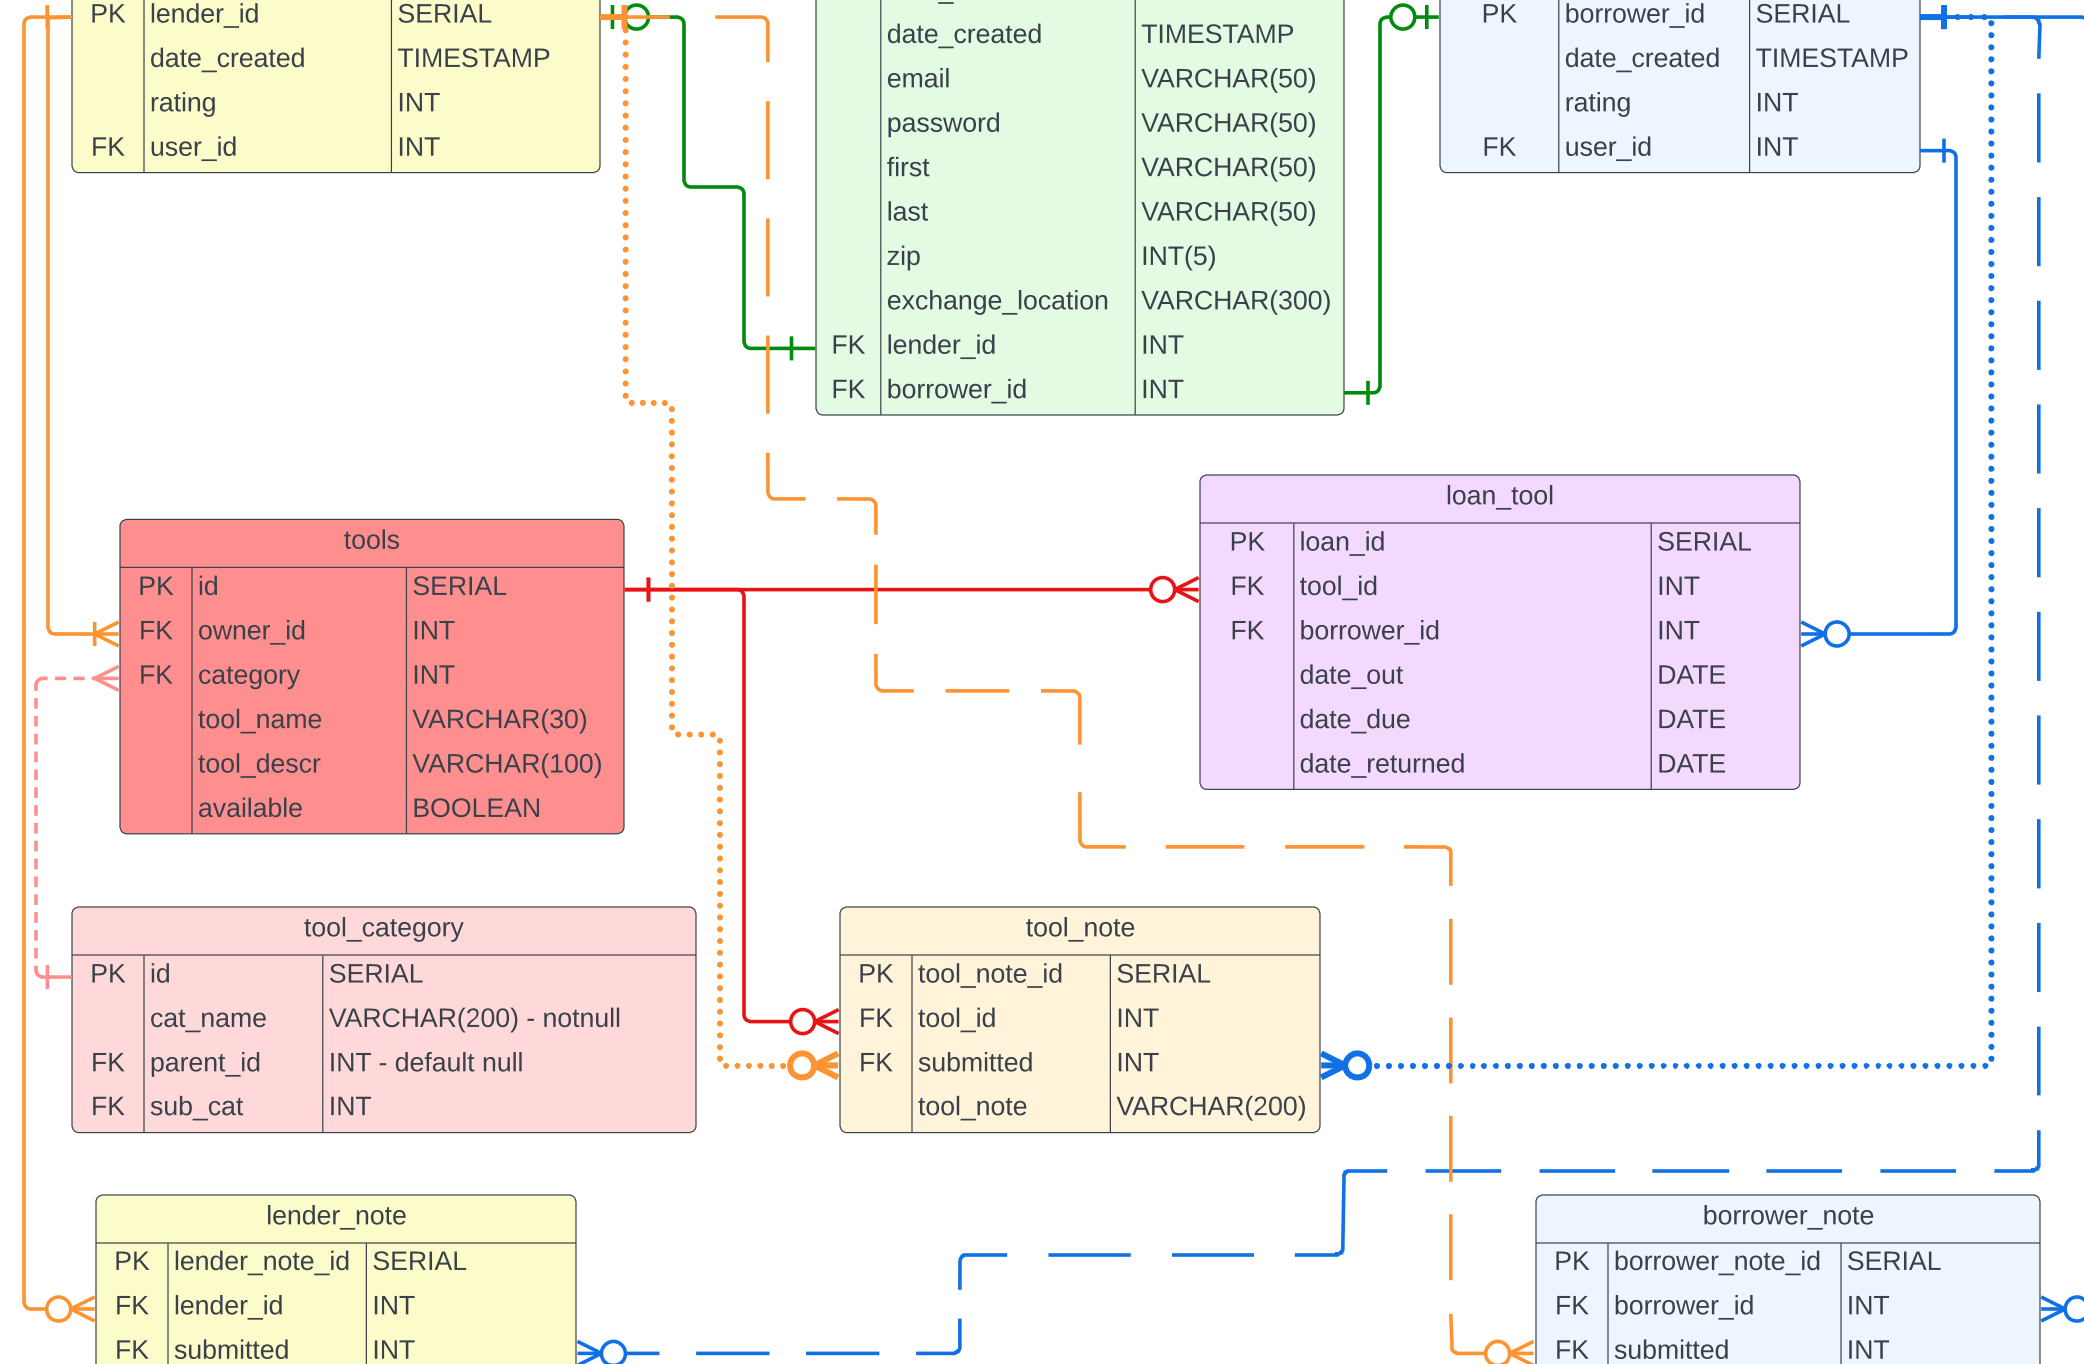 PK lender_id SERIAL
date_created TIMESTAMP
rating INT
FK user_id INT
date_created TIMESTAMP
email VARCHAR(50)
password VARCHAR(50)
first VARCHAR(50)
last VARCHAR(50)
zip INT(5)
exchange_location VARCHAR(300)
FK lender_id INT
FK borrower_id INT
PK borrower_id SERIAL
date_created TIMESTAMP
rating INT
FK user_id INT
tools
PK id SERIAL
FK owner_id INT
FK category INT
tool_name VARCHAR(30)
tool_descr VARCHAR(100)
available BOOLEAN
loan_tool
PK loan_id SERIAL
FK tool_id INT
FK borrower_id INT
date_out DATE
date_due DATE
date_returned DATE
tool_category
PK id SERIAL
cat_name VARCHAR(200) - notnull
FK parent_id INT - default null
FK sub_cat INT
tool_note
PK tool_note_id SERIAL
FK tool_id INT
FK submitted INT
tool_note VARCHAR(200)
lender_note
PK lender_note_id SERIAL
FK lender_id INT
FK submitted INT
borrower_note
PK borrower_note_id SERIAL
FK borrower_id INT
FK submitted INT